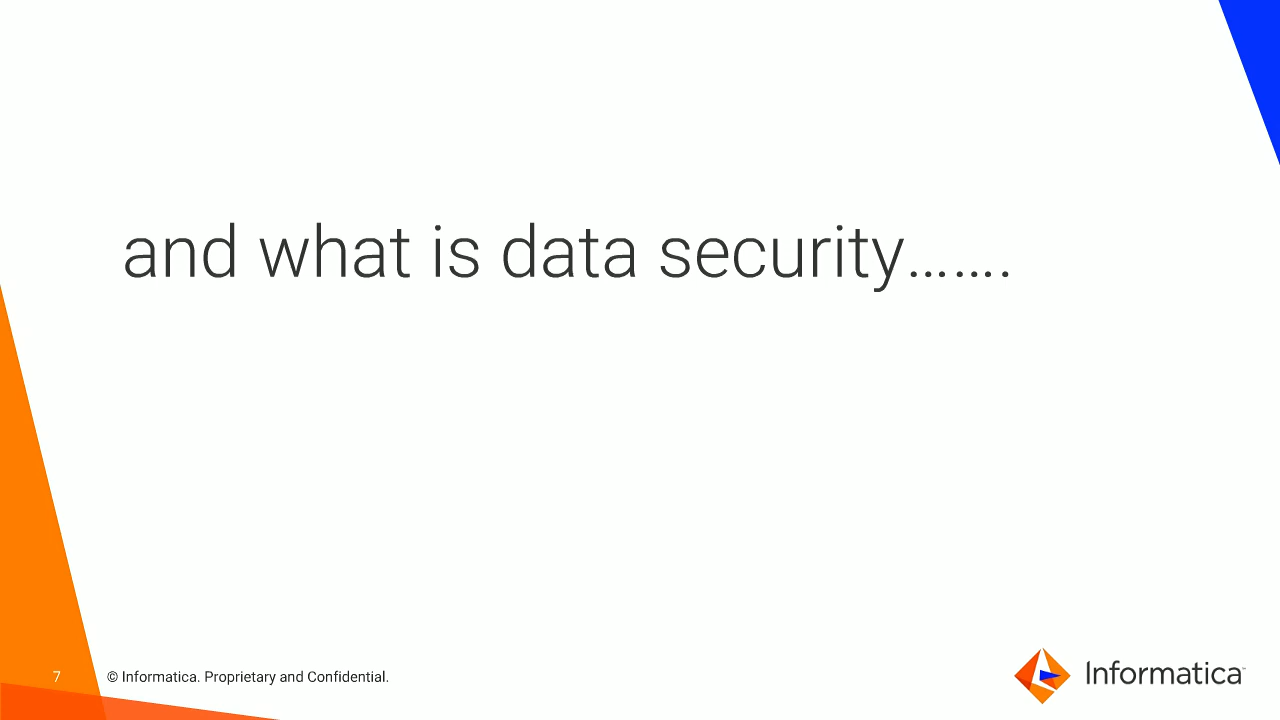 and what is data security…….
7
© Informatica. Proprietary and Confidential.
Informatica